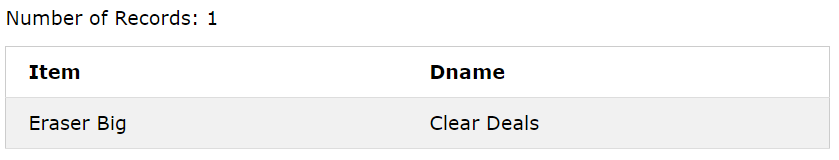 Number of Records: 1
Item Dname
Eraser Big Clear Deals